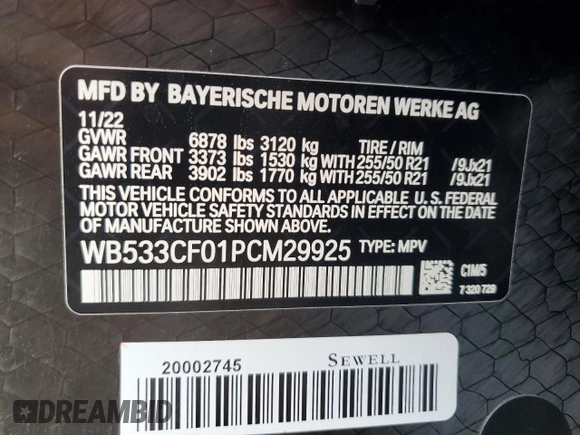 MFD BY BAYERISCHE MOTOREN WERKE AG
11/22
GVWR 6878 lbs 3120 kg TIRE / RIM
GAWR FRONT 3373 lbs 1530 kg WITH 255/50 R21 /9Jx21
GAWR REAR 3902 lbs 1770 kg WITH 255/50 R21 /9Jx21
THIS VEHICLE CONFORMS TO ALL APPLICABLE U. S. FEDERAL
MOTOR VEHICLE SAFETY STANDARDS IN EFFECT ON THE DATE OF
MANUFACTURE SHOWN ABOVE.
WB533CF01PCM29925 TYPE: MPV
C1M/5
7 320 729
20002745 SEWELL
DREAMBID